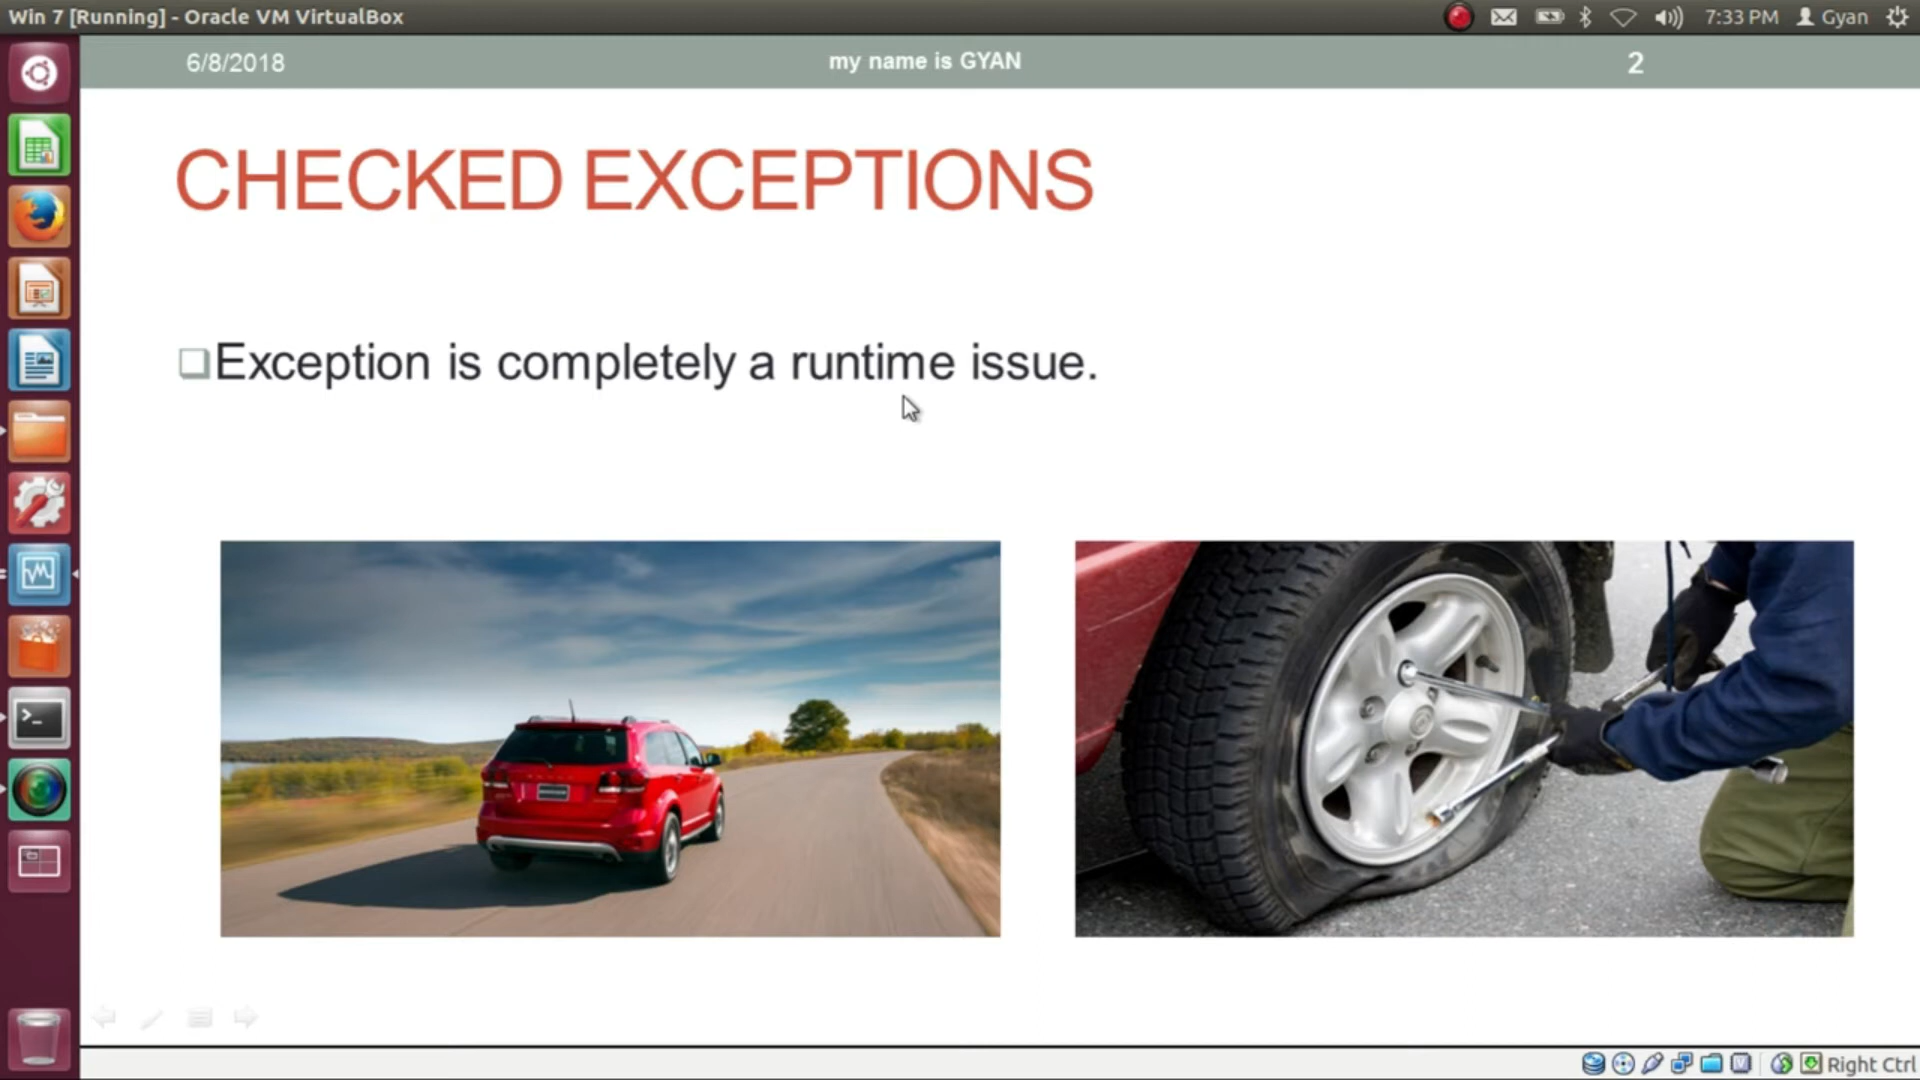 Win 7 [Running] - Oracle VM VirtualBox
7:33 PM
Gyan
6/8/2018
my name is GYAN
2
CHECKED EXCEPTIONS
Exception is completely a runtime issue.
Right Ctrl